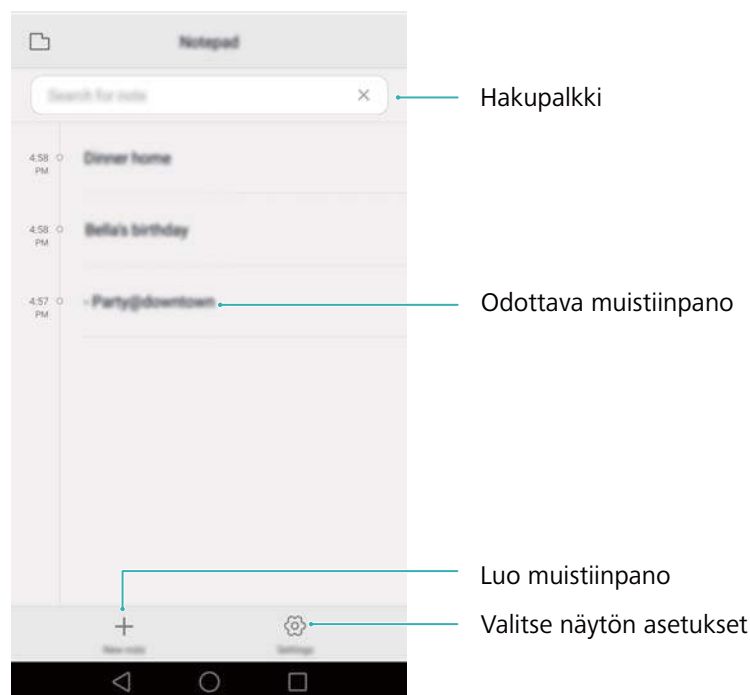 Notepad
Search for note
Hakupalkki
4:58 PM
Dinner home
4:58 PM
Bella's birthday
4:57 PM
- Party@downtown
Odottava muistiinpano
Luo muistiinpano
Valitse näytön asetukset
New note
Settings